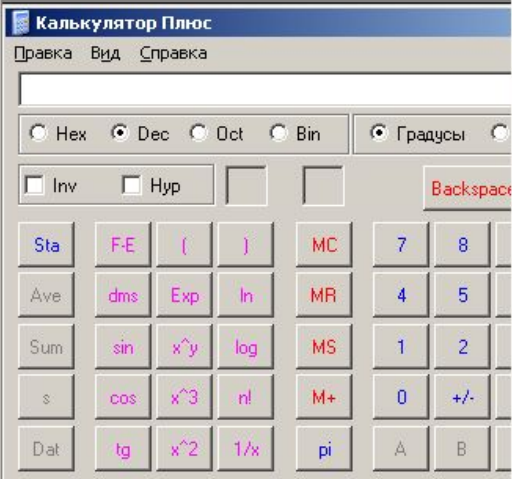 Калькулятор Плюс
Правка Вид Справка
Hex Dec Oct Bin Градусы
Inv Hyp Backspace
Sta F-E ( ) MC 7 8
Ave dms Exp ln MR 4 5
Sum sin x^y log MS 1 2
s cos x^3 n! M+ 0 +/-
Dat tg x^2 1/x pi A B